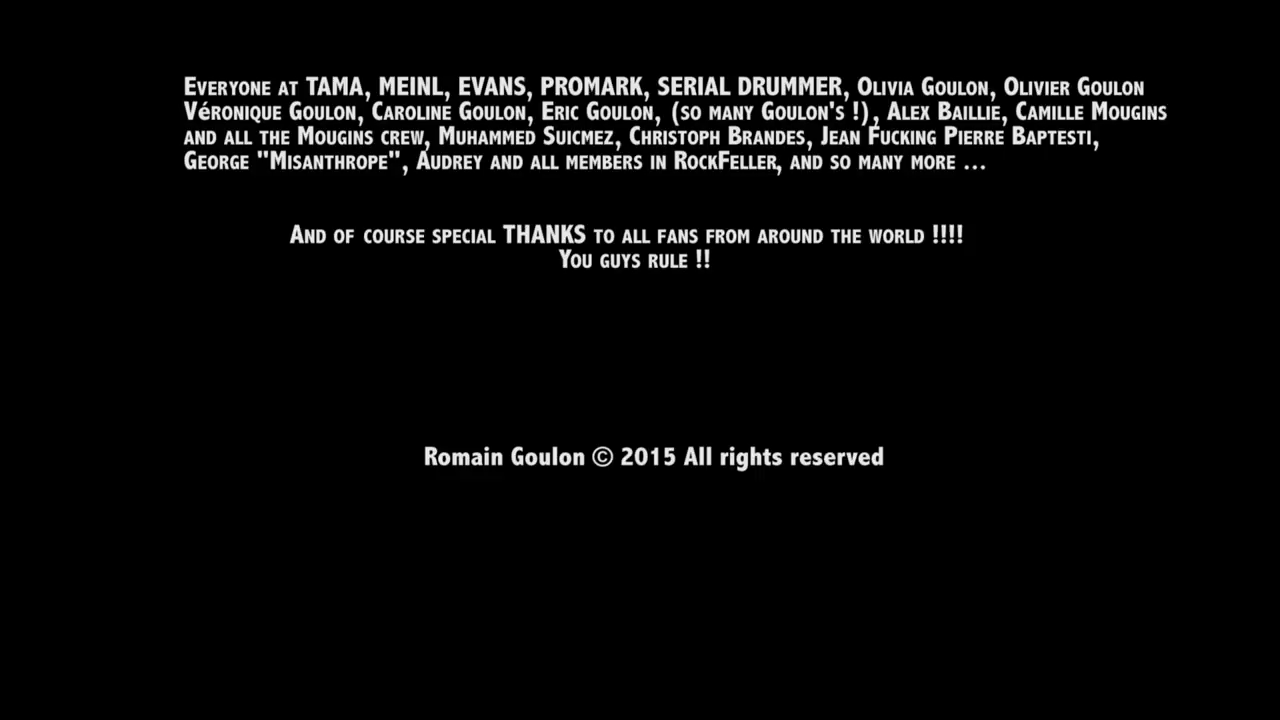 Everyone at TAMA, MEINL, EVANS, PROMARK, SERIAL DRUMMER, Olivia Goulon, Olivier Goulon
Véronique Goulon, Caroline Goulon, Eric Goulon, (so many Goulon's !), Alex Baillie, Camille Mougins
and all the Mougins crew, Muhammed Suicmez, Christoph Brandes, Jean Fucking Pierre Baptesti,
George "Misanthrope", Audrey and all members in RockFeller, and so many more ...
And of course special THANKS to all fans from around the world !!!!
You guys rule !!
Romain Goulon © 2015 All rights reserved